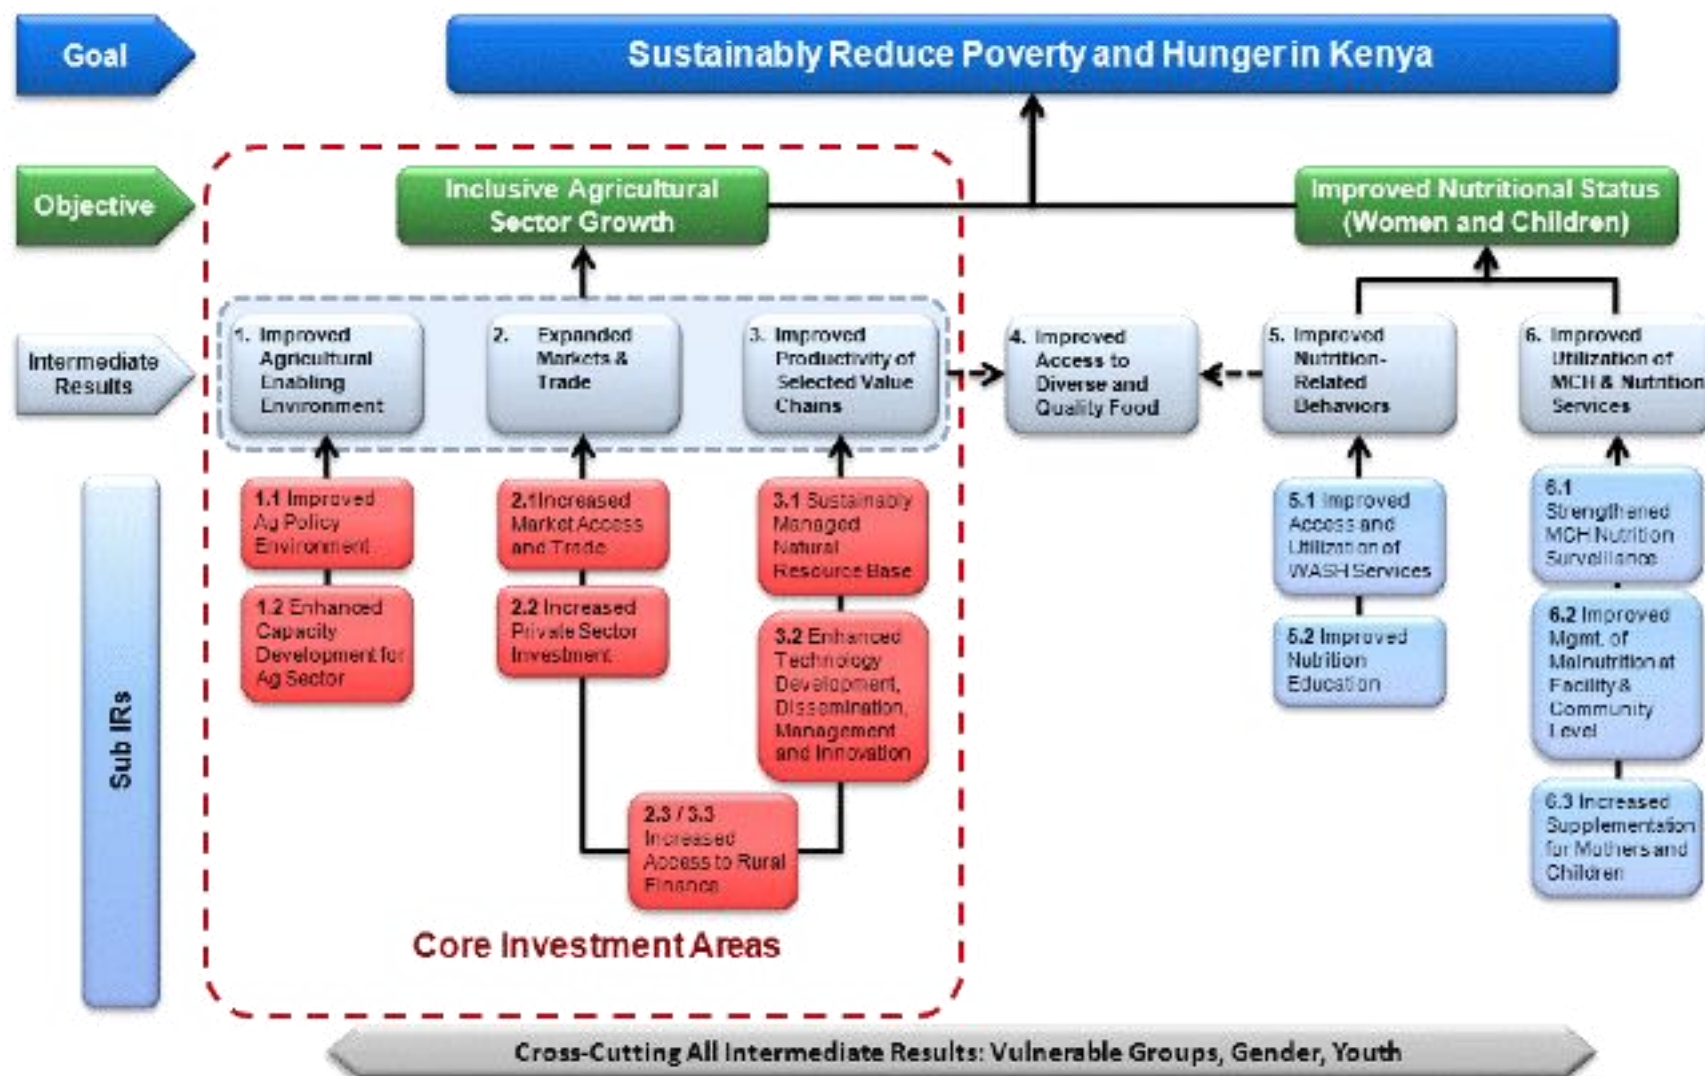 Goal
Sustainably Reduce Poverty and Hunger in Kenya
Objective
Inclusive Agricultural
Sector Growth
Improved Nutritional Status
(Women and Children)
Intermediate
Results
1. Improved
Agricultural
Enabling
Environment
2. Expanded
Markets &
Trade
3. Improved
Productivity of
Selected Value
Chains
4. Improved
Access to
Diverse and
Quality Food
5. Improved
Nutrition-
Related
Behaviors
6. Improved
Utilization of
MCH & Nutrition
Services
Sub IRs
1.1 Improved
Ag Policy
Environment
1.2 Enhanced
Capacity
Development for
Ag Sector
2.1Increased
Market Access
and Trade
2.2 Increased
Private Sector
Investment
3.1 Sustainably
Managed
Natural
Resource Base
3.2 Enhanced
Technology
Development,
Dissemination,
Management
and Innovation
2.3 / 3.3
Increased
Access to Rural
Finance
5.1 Improved
Access and
Utilization of
WASH Services
5.2 Improved
Nutrition
Education
6.1
Strengthened
MCH Nutrition
Surveillance
6.2 Improved
Mgmt. of
Malnutrition at
Facility &
Community
Level
6.3 Increased
Supplementation
for Mothers and
Children
Core Investment Areas
Cross-Cutting All Intermediate Results: Vulnerable Groups, Gender, Youth